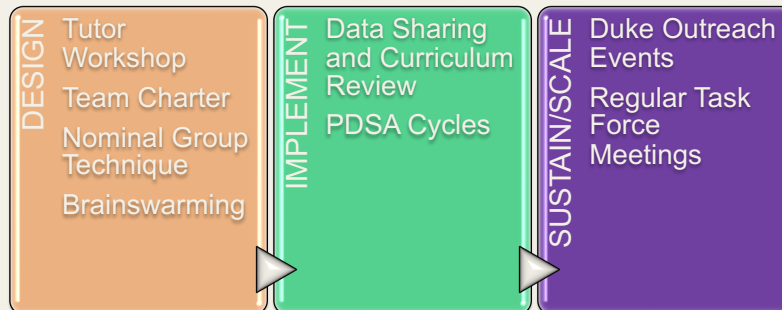 DESIGN
Tutor
Workshop
Team Charter
Nominal Group
Technique
Brainswarming
IMPLEMENT
Data Sharing
and Curriculum
Review
PDSA Cycles
SUSTAIN/SCALE
Duke Outreach
Events
Regular Task
Force
Meetings